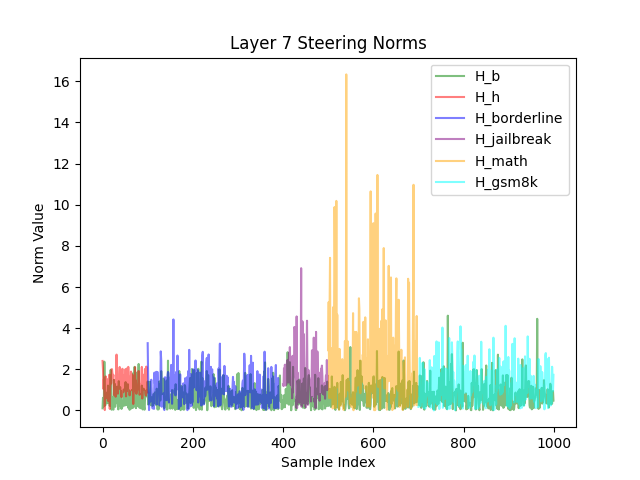 Layer 7 Steering Norms
H_b
H_h
H_borderline
H_jailbreak
H_math
H_gsm8k
16
14
12
10
8
6
4
2
0
Norm Value
0
200
400
600
800
1000
Sample Index